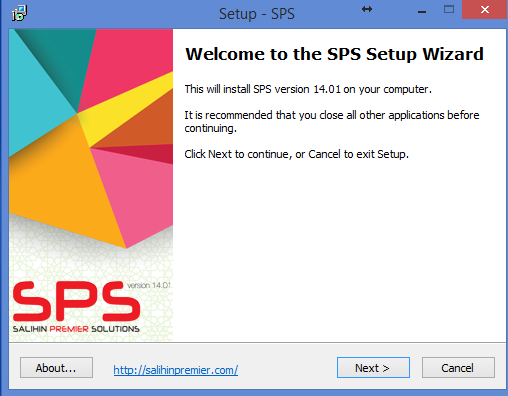 Setup - SPS
Welcome to the SPS Setup Wizard
This will install SPS version 14.01 on your computer.
It is recommended that you close all other applications before
continuing.
Click Next to continue, or Cancel to exit Setup.
version 14.01
SPS
SALIHIN PREMIER SOLUTIONS
About...
http://salihinpremier.com/
Next >
Cancel